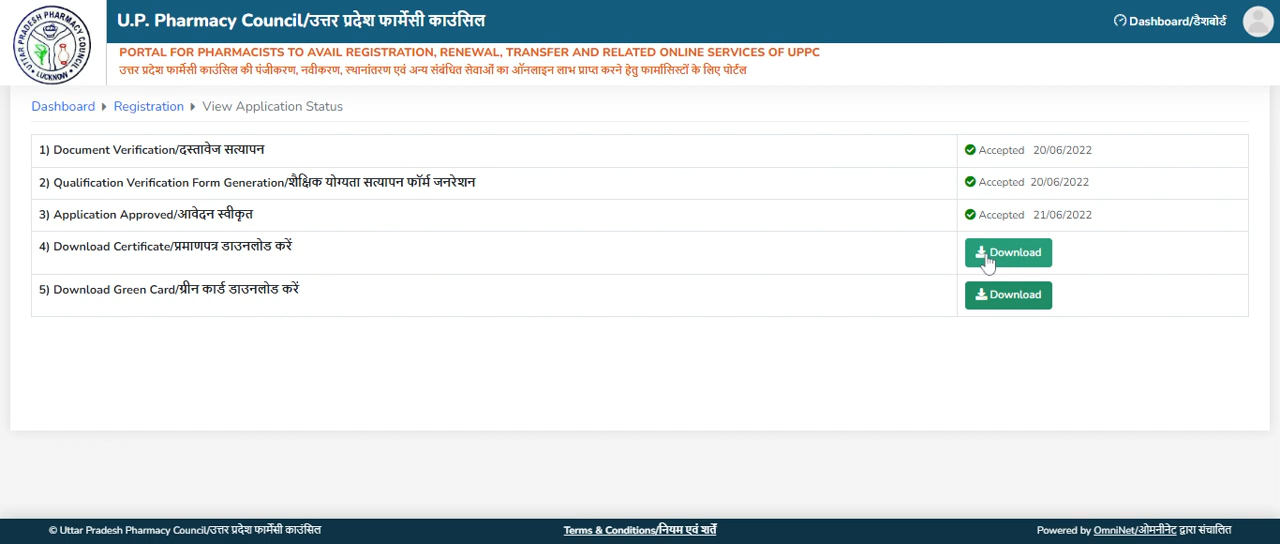 UTTAR PRADESH PHARMACY COUNCIL
LUCKNOW
U.P. Pharmacy Council/उत्तर प्रदेश फार्मेसी काउंसिल
Dashboard/डैशबोर्ड
PORTAL FOR PHARMACISTS TO AVAIL REGISTRATION, RENEWAL, TRANSFER AND RELATED ONLINE SERVICES OF UPPC
उत्तर प्रदेश फार्मेसी काउंसिल की पंजीकरण, नवीकरण, स्थानांतरण एवं अन्य संबंधित सेवाओं का ऑनलाइन लाभ प्राप्त करने हेतु फार्मासिस्टों के लिए पोर्टल
Dashboard Registration View Application Status
1) Document Verification/दस्तावेज सत्यापन Accepted 20/06/2022
2) Qualification Verification Form Generation/शैक्षिक योग्यता सत्यापन फॉर्म जनरेशन Accepted 20/06/2022
3) Application Approved/आवेदन स्वीकृत Accepted 21/06/2022
4) Download Certificate/प्रमाणपत्र डाउनलोड करें Download
5) Download Green Card/ग्रीन कार्ड डाउनलोड करें Download
© Uttar Pradesh Pharmacy Council/उत्तर प्रदेश फार्मेसी काउंसिल
Terms & Conditions/नियम एवं शर्तें
Powered by OmniNet/ओमनीनेट द्वारा संचालित